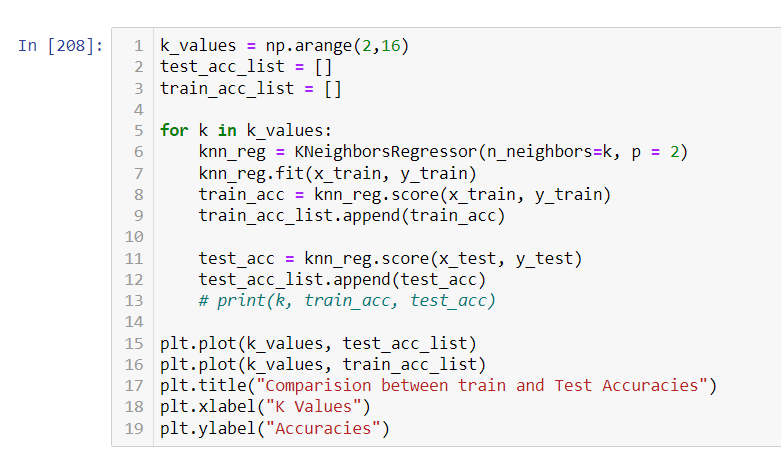 In [208]:
1 k_values = np.arange(2,16)
2 test_acc_list = []
3 train_acc_list = []
4
5 for k in k_values:
6     knn_reg = KNeighborsRegressor(n_neighbors=k, p = 2)
7     knn_reg.fit(x_train, y_train)
8     train_acc = knn_reg.score(x_train, y_train)
9     train_acc_list.append(train_acc)
10
11     test_acc = knn_reg.score(x_test, y_test)
12     test_acc_list.append(test_acc)
13     # print(k, train_acc, test_acc)
14
15 plt.plot(k_values, test_acc_list)
16 plt.plot(k_values, train_acc_list)
17 plt.title("Comparision between train and Test Accuracies")
18 plt.xlabel("K Values")
19 plt.ylabel("Accuracies")